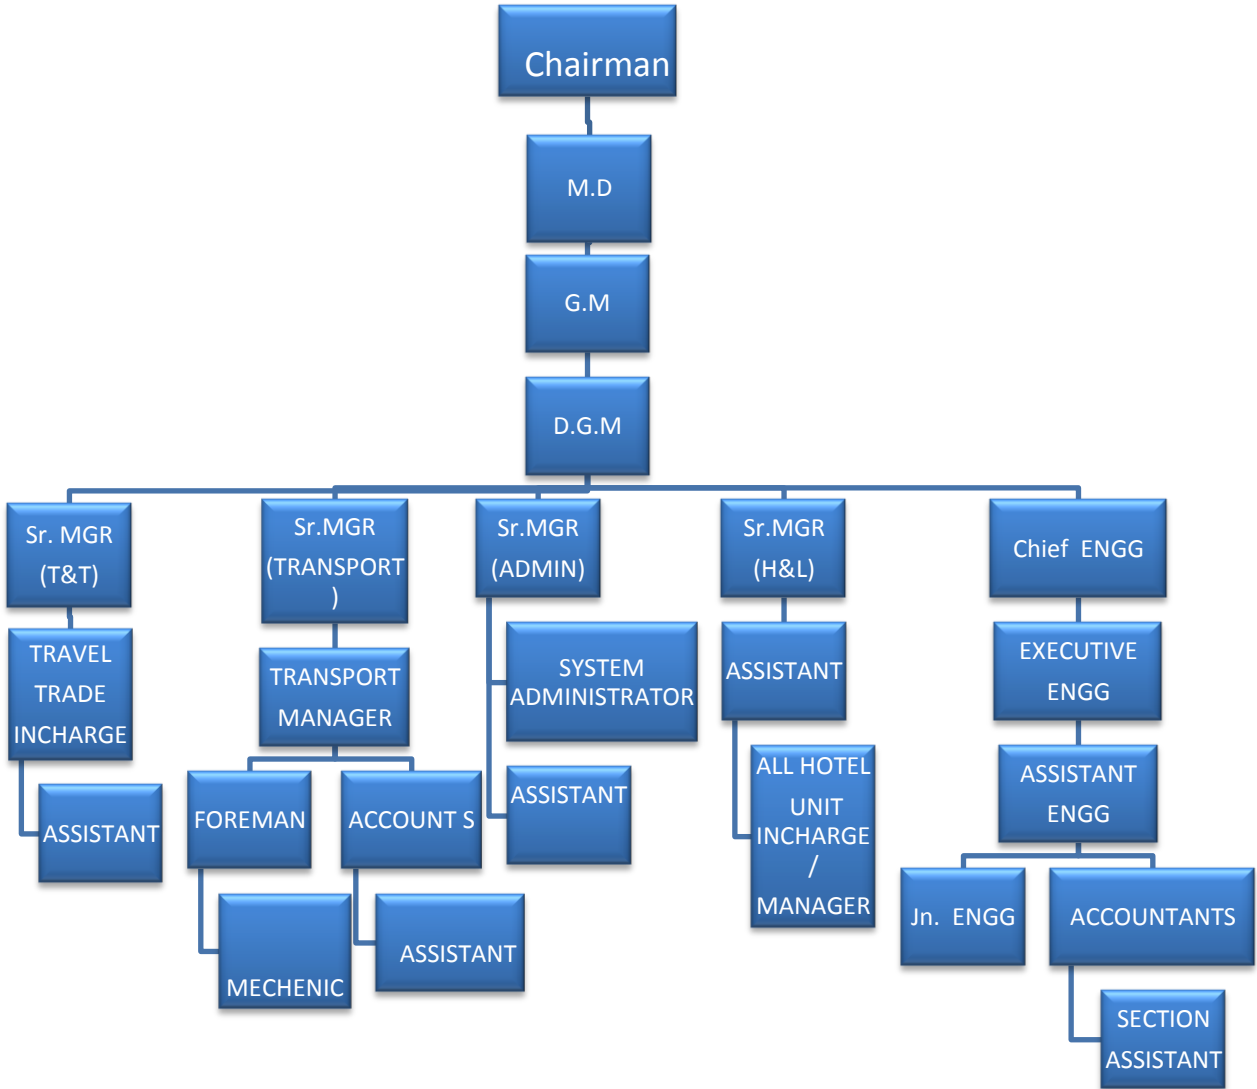 Chairman
M.D
G.M
D.G.M
Sr. MGR
(T&T)
Sr.MGR
(TRANSPORT
)
Sr.MGR
(ADMIN)
Sr.MGR
(H&L)
Chief ENGG
TRAVEL
TRADE
INCHARGE
TRANSPORT
MANAGER
SYSTEM
ADMINISTRATOR
ASSISTANT
EXECUTIVE
ENGG
ASSISTANT
FOREMAN
ACCOUNT S
ASSISTANT
ALL HOTEL
UNIT
INCHARGE
/
MANAGER
ASSISTANT
ENGG
MECHENIC
ASSISTANT
Jn. ENGG
ACCOUNTANTS
SECTION
ASSISTANT